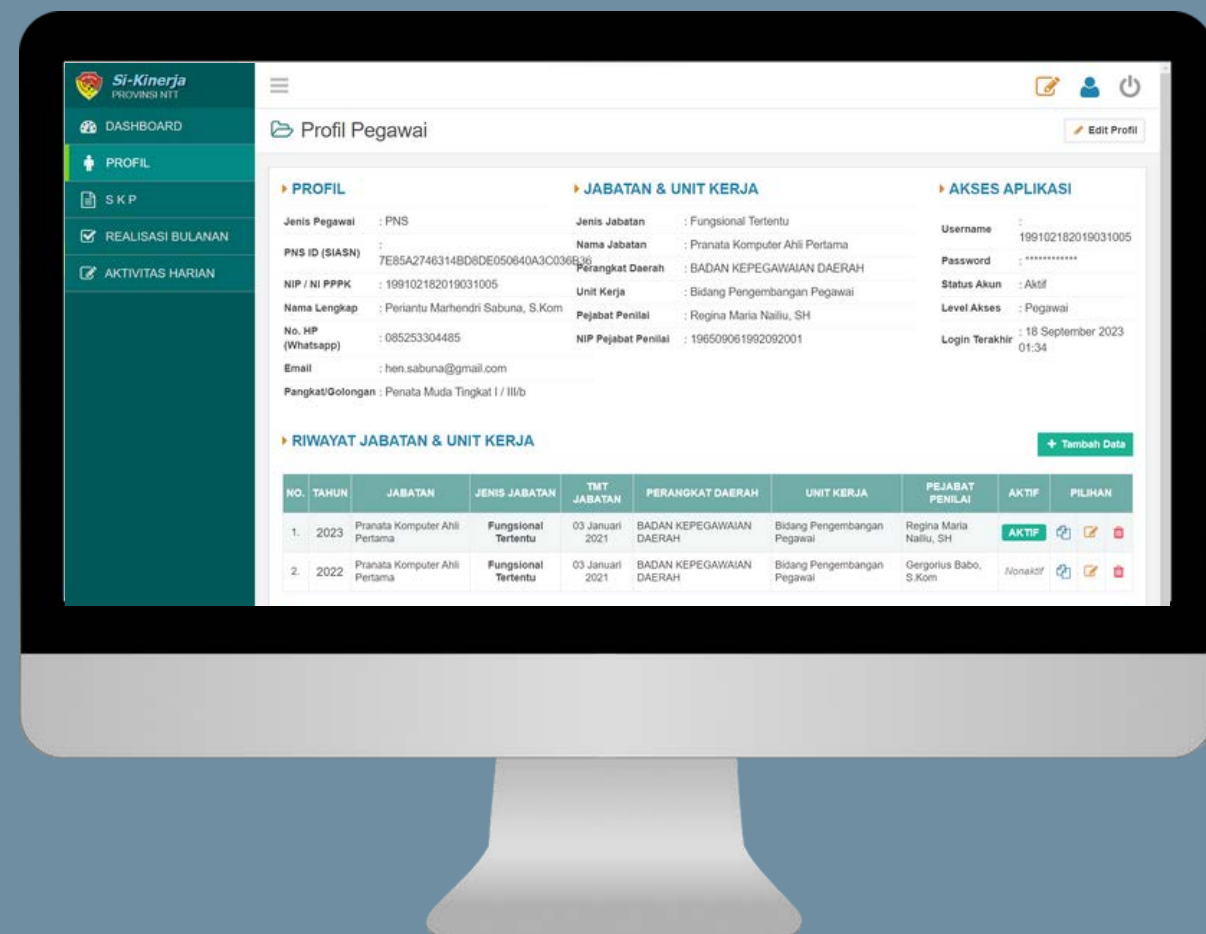 Si-Kinerja
PROVINSI NTT
DASHBOARD
PROFIL
S K P
REALISASI BULANAN
AKTIVITAS HARIAN
Profil Pegawai
Edit Profil
PROFIL
Jenis Pegawai : PNS
PNS ID (SIASN) : 7E85A2746314BD8DE050640A3C036B36
NIP / NI PPPK : 199102182019031005
Nama Lengkap : Periantu Marhendri Sabuna, S.Kom
No. HP (Whatsapp) : 085253304485
Email : hen.sabuna@gmail.com
Pangkat/Golongan : Penata Muda Tingkat I / III/b
JABATAN & UNIT KERJA
Jenis Jabatan : Fungsional Tertentu
Nama Jabatan : Pranata Komputer Ahli Pertama
Perangkat Daerah : BADAN KEPEGAWAIAN DAERAH
Unit Kerja : Bidang Pengembangan Pegawai
Pejabat Penilai : Regina Maria Nailiu, SH
NIP Pejabat Penilai : 196509061992092001
AKSES APLIKASI
Username : 199102182019031005
Password : ************
Status Akun : Aktif
Level Akses : Pegawai
Login Terakhir : 18 September 2023 01:34
RIWAYAT JABATAN & UNIT KERJA
+ Tambah Data
NO. TAHUN JABATAN JENIS JABATAN TMT JABATAN PERANGKAT DAERAH UNIT KERJA PEJABAT PENILAI AKTIF PILIHAN
1. 2023 Pranata Komputer Ahli Pertama Fungsional Tertentu 03 Januari 2021 BADAN KEPEGAWAIAN DAERAH Bidang Pengembangan Pegawai Regina Maria Nailiu, SH AKTIF
2. 2022 Pranata Komputer Ahli Pertama Fungsional Tertentu 03 Januari 2021 BADAN KEPEGAWAIAN DAERAH Bidang Pengembangan Pegawai Gergorius Babo, S.Kom Nonaktif